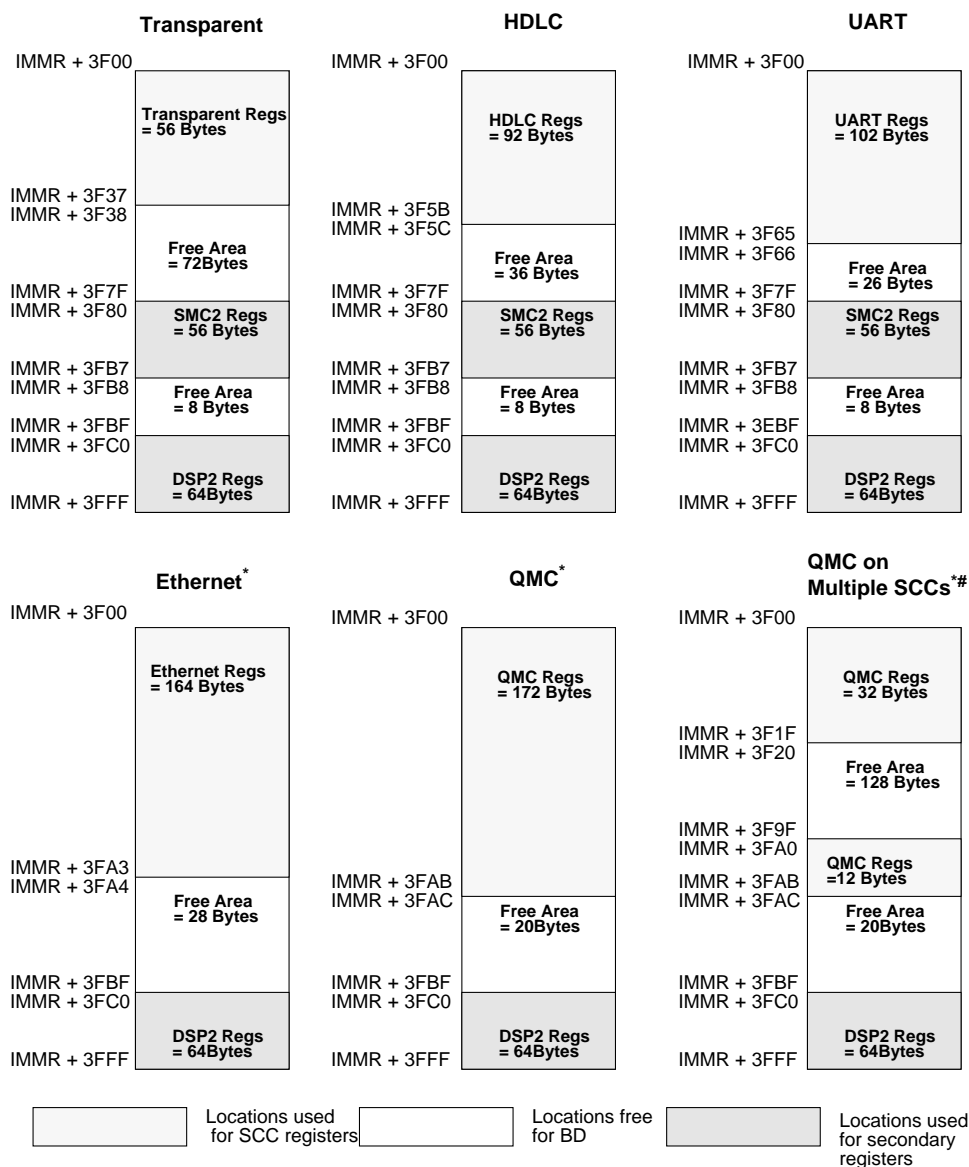 Transparent
IMMR + 3F00
Transparent Regs
= 56 Bytes
IMMR + 3F37
IMMR + 3F38
Free Area
= 72Bytes
IMMR + 3F7F
IMMR + 3F80
SMC2 Regs
= 56 Bytes
IMMR + 3FB7
IMMR + 3FB8
Free Area
= 8 Bytes
IMMR + 3FBF
IMMR + 3FC0
DSP2 Regs
= 64Bytes
IMMR + 3FFF
HDLC
IMMR + 3F00
HDLC Regs
= 92 Bytes
IMMR + 3F5B
IMMR + 3F5C
Free Area
= 36 Bytes
IMMR + 3F7F
IMMR + 3F80
SMC2 Regs
= 56 Bytes
IMMR + 3FB7
IMMR + 3FB8
Free Area
= 8 Bytes
IMMR + 3FBF
IMMR + 3FC0
DSP2 Regs
= 64Bytes
IMMR + 3FFF
UART
IMMR + 3F00
UART Regs
= 102 Bytes
IMMR + 3F65
IMMR + 3F66
Free Area
= 26 Bytes
IMMR + 3F7F
IMMR + 3F80
SMC2 Regs
= 56 Bytes
IMMR + 3FB7
IMMR + 3FB8
Free Area
= 8 Bytes
IMMR + 3EBF
IMMR + 3FC0
DSP2 Regs
= 64Bytes
IMMR + 3FFF
Ethernet*
IMMR + 3F00
Ethernet Regs
= 164 Bytes
IMMR + 3FA3
IMMR + 3FA4
Free Area
= 28 Bytes
IMMR + 3FBF
IMMR + 3FC0
DSP2 Regs
= 64Bytes
IMMR + 3FFF
QMC*
IMMR + 3F00
QMC Regs
= 172 Bytes
IMMR + 3FAB
IMMR + 3FAC
Free Area
= 20Bytes
IMMR + 3FBF
IMMR + 3FC0
DSP2 Regs
= 64Bytes
IMMR + 3FFF
QMC on
Multiple SCCs*#
IMMR + 3F00
QMC Regs
= 32 Bytes
IMMR + 3F1F
IMMR + 3F20
Free Area
= 128 Bytes
IMMR + 3F9F
IMMR + 3FA0
QMC Regs
=12 Bytes
IMMR + 3FAB
IMMR + 3FAC
Free Area
= 20Bytes
IMMR + 3FBF
IMMR + 3FC0
DSP2 Regs
= 64Bytes
IMMR + 3FFF
Locations used
for SCC registers
Locations free
for BD
Locations used
for secondary
registers